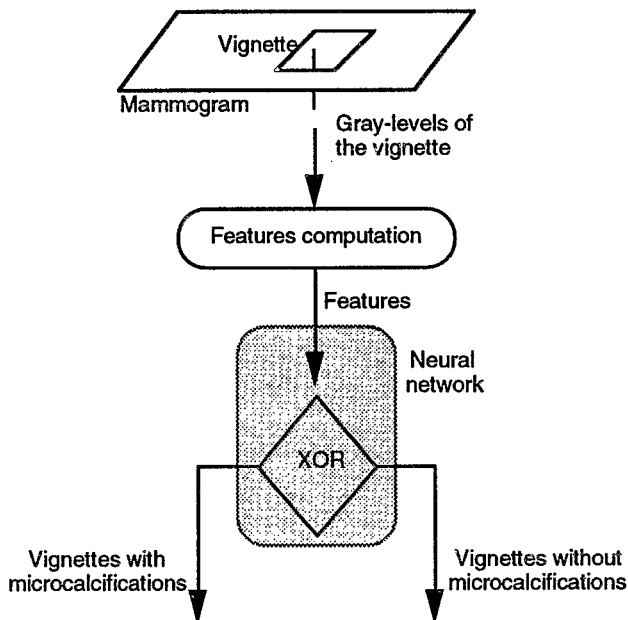 Vignette
Mammogram
Gray-levels of
the vignette
Features computation
Features
Neural
network
XOR
Vignettes with
microcalcifications
Vignettes without
microcalcifications